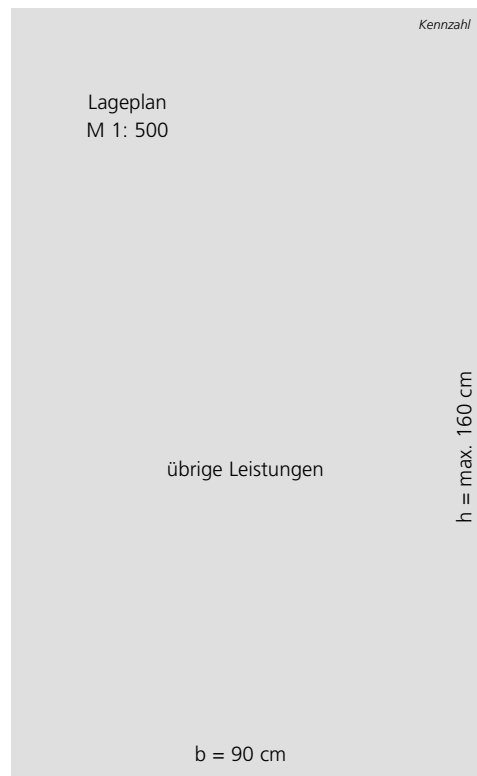 Kennzahl
Lageplan
M 1: 500
h = max. 160 cm
übrige Leistungen
b = 90 cm